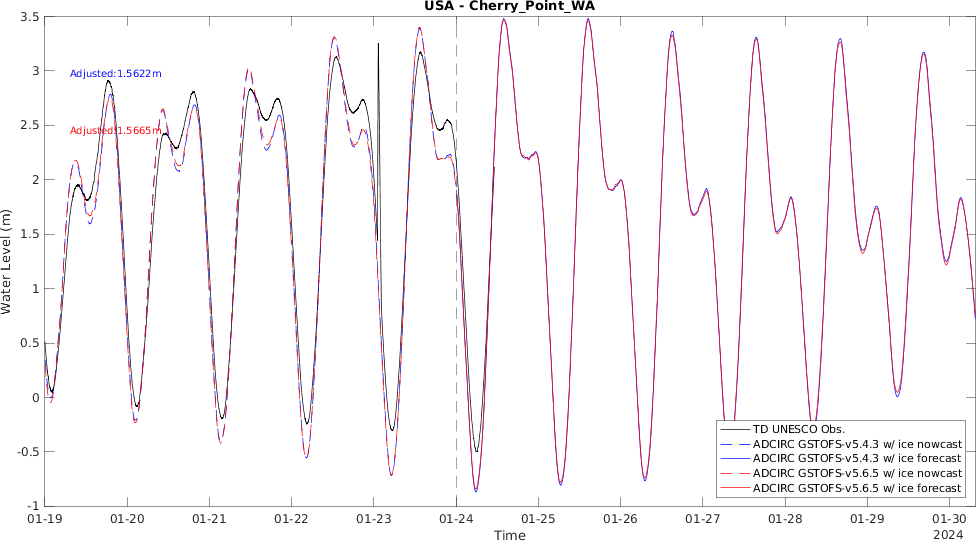 USA - Cherry_Point_WA
3.5
3
2.5
2
1.5
1
0.5
0
-0.5
-1
Water Level (m)
Adjusted:1.5622m
Adjusted:1.5665m
TD UNESCO Obs.
ADCIRC GSTOFS-v5.4.3 w/ ice nowcast
ADCIRC GSTOFS-v5.4.3 w/ ice forecast
ADCIRC GSTOFS-v5.6.5 w/ ice nowcast
ADCIRC GSTOFS-v5.6.5 w/ ice forecast
01-19 01-20 01-21 01-22 01-23 01-24 01-25 01-26 01-27 01-28 01-29 01-30
Time
2024